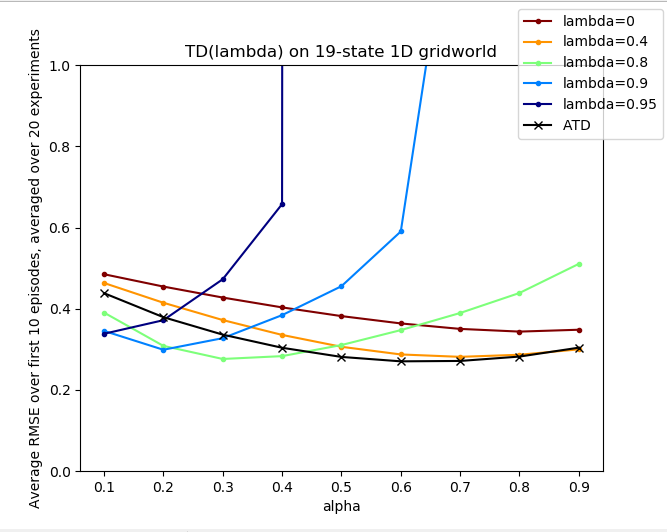 TD(lambda) on 19-state 1D gridworld
lambda=0
lambda=0.4
lambda=0.8
lambda=0.9
lambda=0.95
ATD
Average RMSE over first 10 episodes, averaged over 20 experiments
1.0
0.8
0.6
0.4
0.2
0.0
0.1 0.2 0.3 0.4 0.5 0.6 0.7 0.8 0.9
alpha